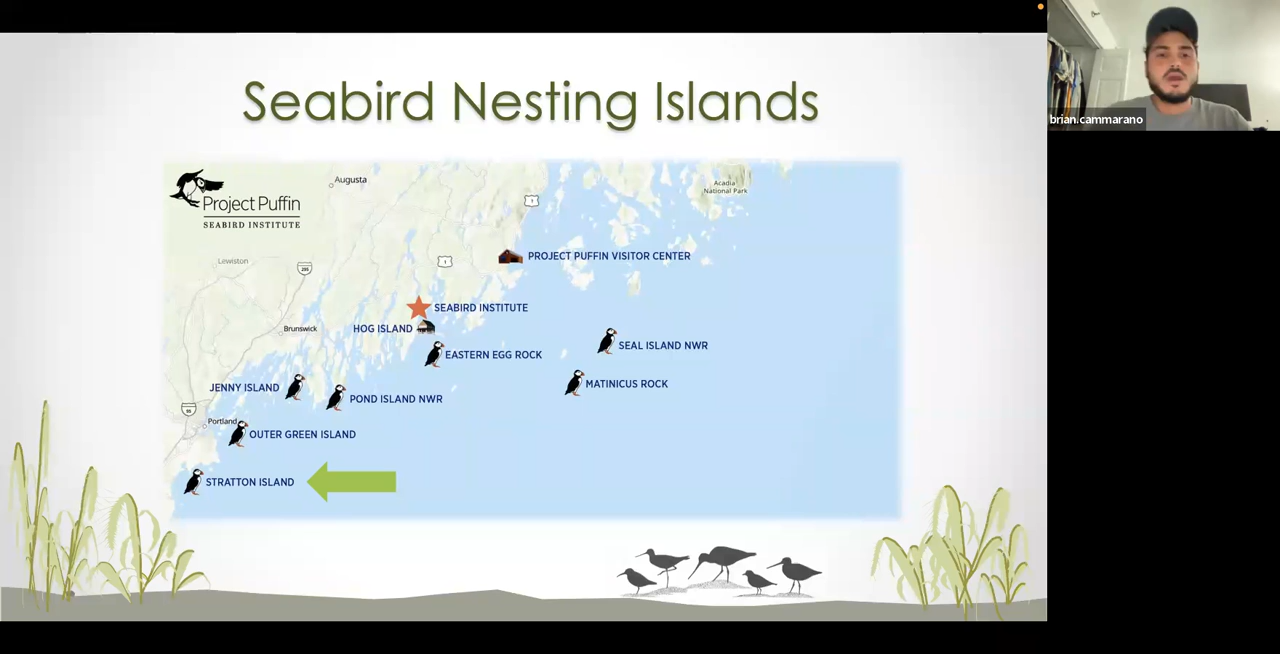 brian.cammarano
Seabird Nesting Islands
Project Puffin
SEABIRD INSTITUTE
Augusta
Acadia
National Park
1
PROJECT PUFFIN VISITOR CENTER
Lewiston
295
1
SEABIRD INSTITUTE
Brunswick
HOG ISLAND
EASTERN EGG ROCK
SEAL ISLAND NWR
MATINICUS ROCK
JENNY ISLAND
POND ISLAND NWR
95
Portland
OUTER GREEN ISLAND
STRATTON ISLAND